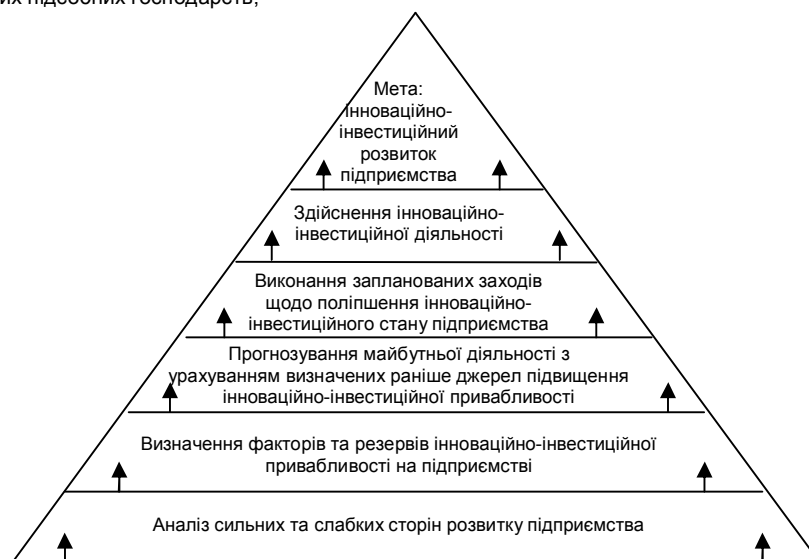 підсобних господарств,
Мета:
інноваційно-
інвестиційний
розвиток
підприємства
Здійснення інноваційно-
інвестиційної діяльності
Виконання запланованих заходів
щодо поліпшення інноваційно-
інвестиційного стану підприємства
Прогнозування майбутньої діяльності з
урахуванням визначених раніше джерел підвищення
інноваційно-інвестиційної привабливості
Визначення факторів та резервів інноваційно-інвестиційної
привабливості на підприємстві
Аналіз сильних та слабких сторін розвитку підприємства